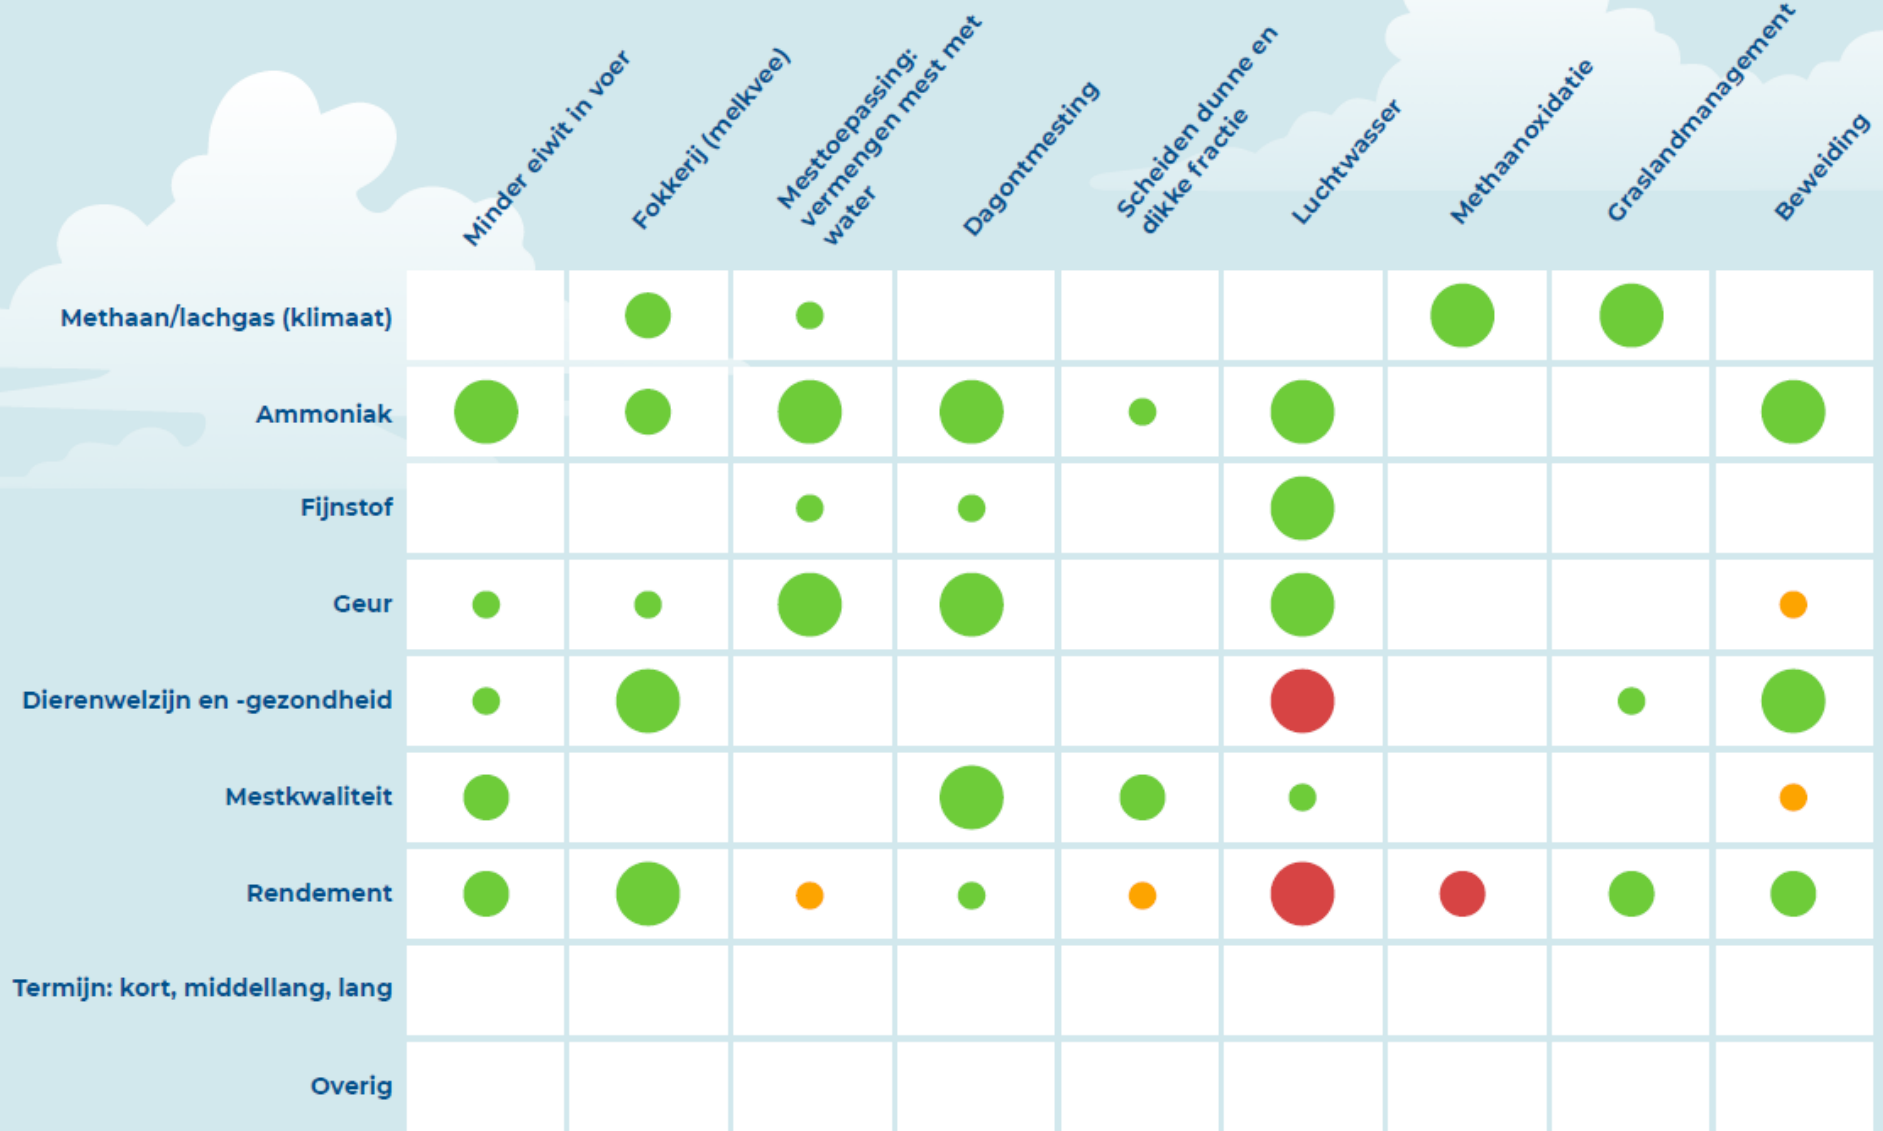 Minder eiwit in voer
Fokkerij (melkvee)
Mesttoepassing:
vermengen mest met
water
Dagontmesting
Scheiden dunne en
dikke fractie
Luchtwasser
Methaanoxidatie
Graslandmanagement
Beweiding
Methaan/lachgas (klimaat)
Ammoniak
Fijnstof
Geur
Dierenwelzijn en -gezondheid
Mestkwaliteit
Rendement
Termijn: kort, middellang, lang
Overig